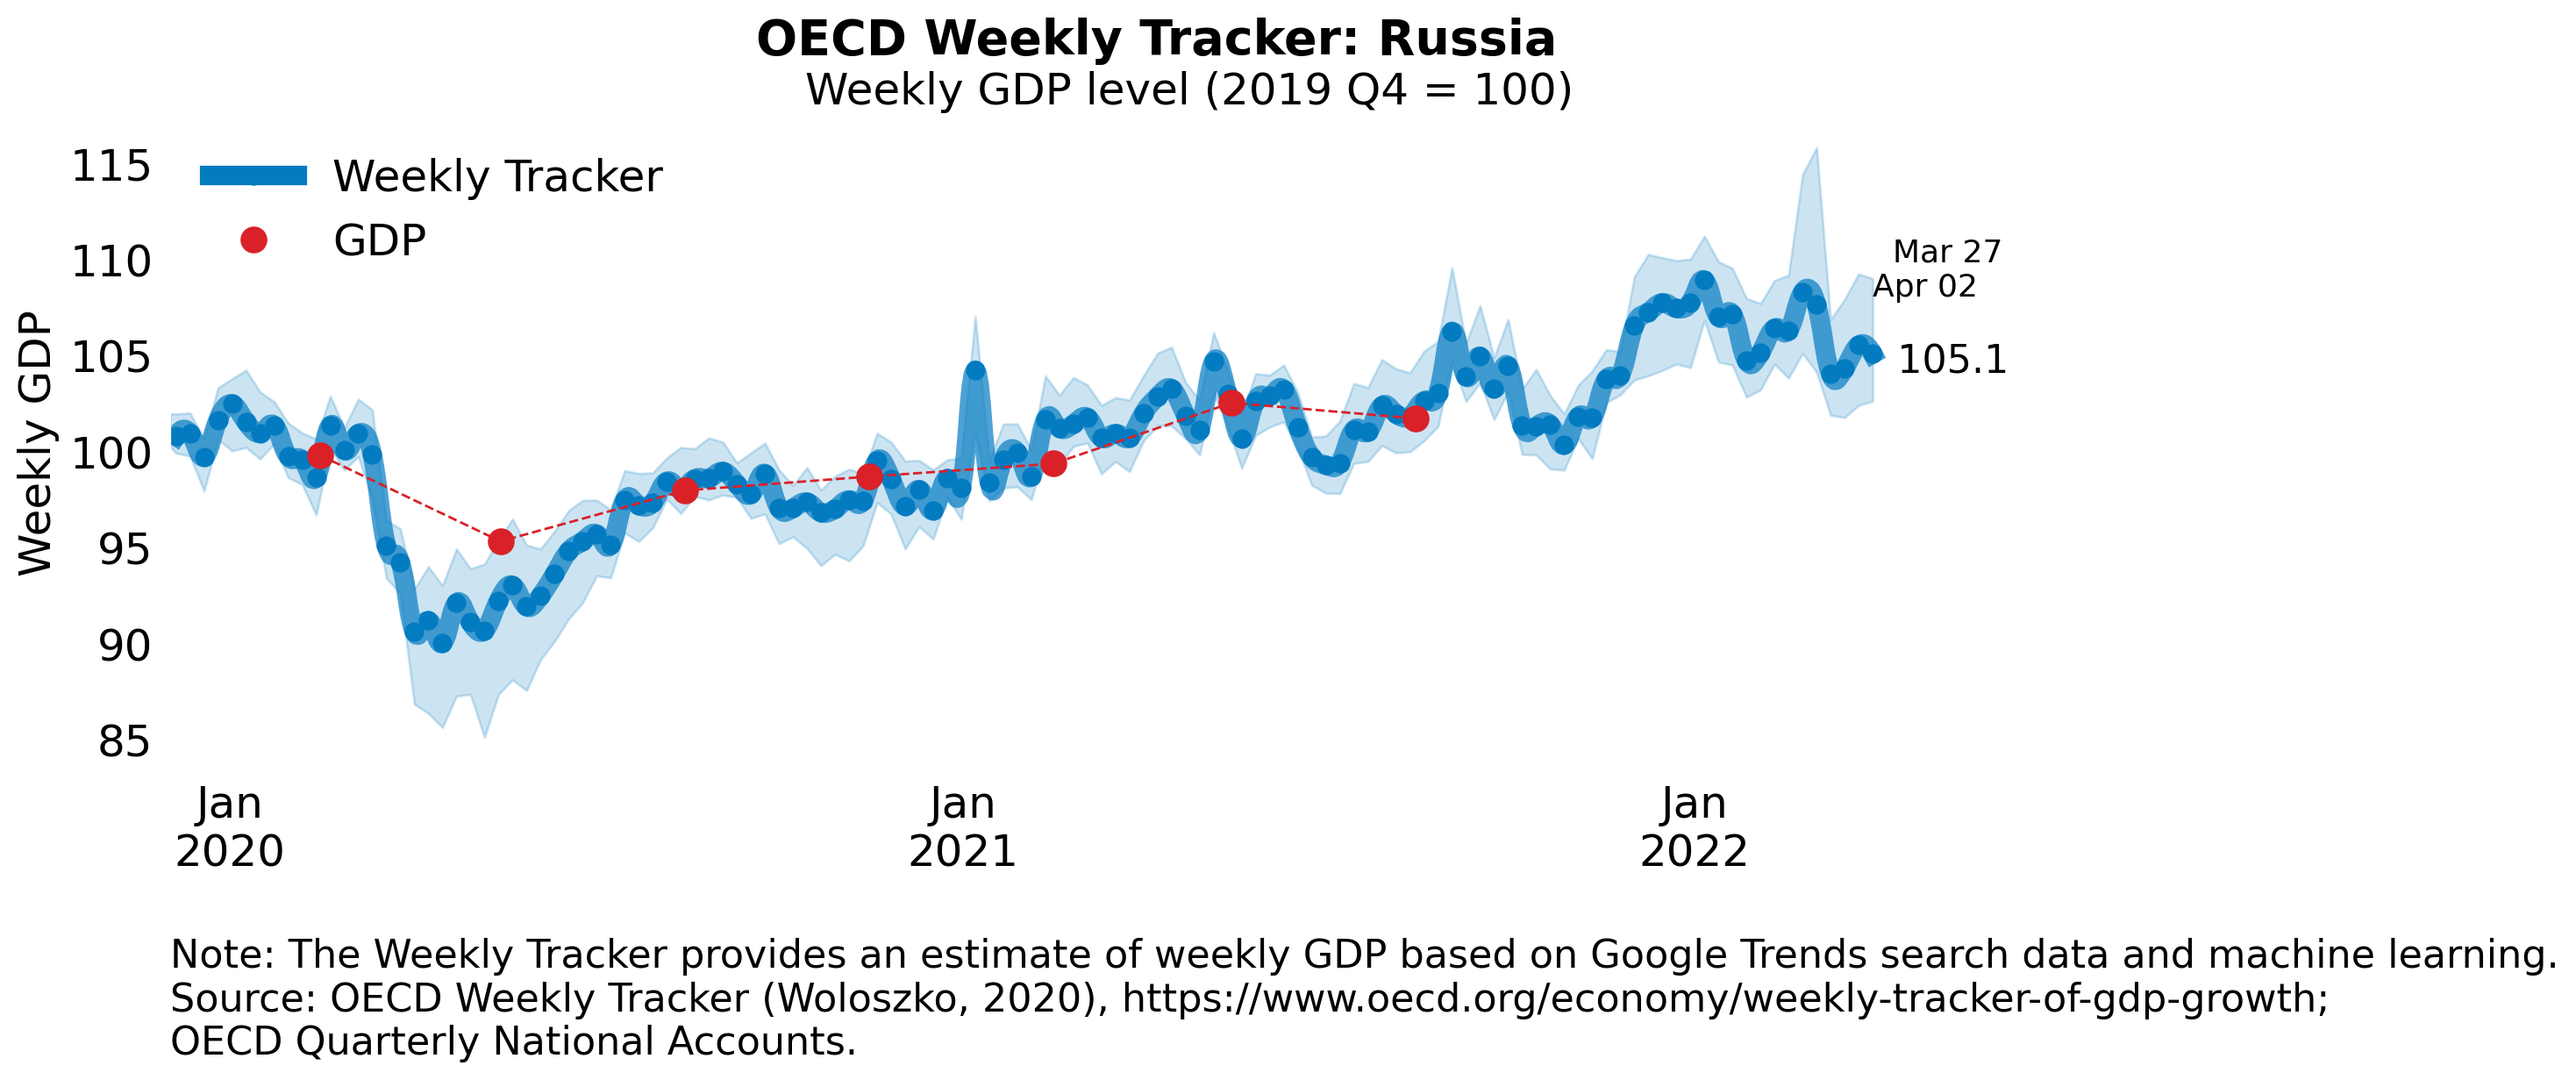 OECD Weekly Tracker: Russia
Weekly GDP level (2019 Q4 = 100)
Weekly Tracker
GDP
Weekly GDP
115
110
105
100
95
90
85
Mar 27
Apr 02
105.1
Jan
2020
Jan
2021
Jan
2022
Note: The Weekly Tracker provides an estimate of weekly GDP based on Google Trends search data and machine learning.
Source: OECD Weekly Tracker (Woloszko, 2020), https://www.oecd.org/economy/weekly-tracker-of-gdp-growth;
OECD Quarterly National Accounts.